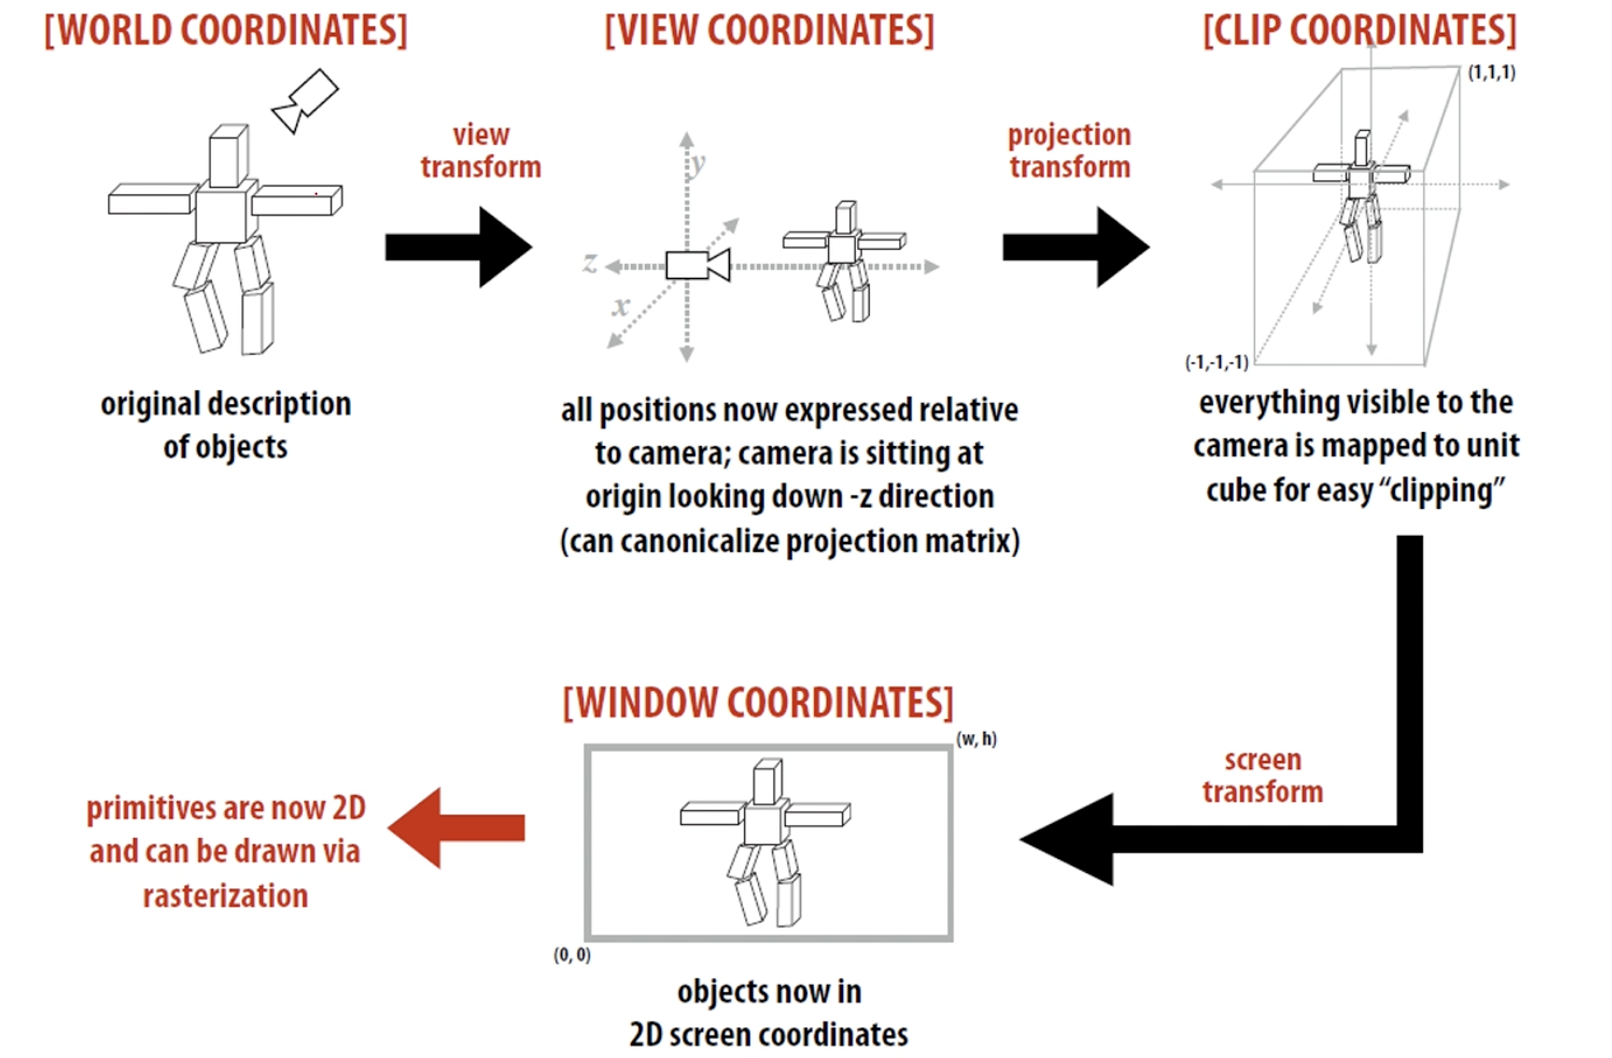 [WORLD COORDINATES]
original description
of objects
view
transform
[VIEW COORDINATES]
y
z
x
all positions now expressed relative
to camera; camera is sitting at
origin looking down -z direction
(can canonicalize projection matrix)
projection
transform
[CLIP COORDINATES]
(1,1,1)
(-1,-1,-1)
everything visible to the
camera is mapped to unit
cube for easy “clipping”
screen
transform
[WINDOW COORDINATES]
(w, h)
(0, 0)
objects now in
2D screen coordinates
primitives are now 2D
and can be drawn via
rasterization